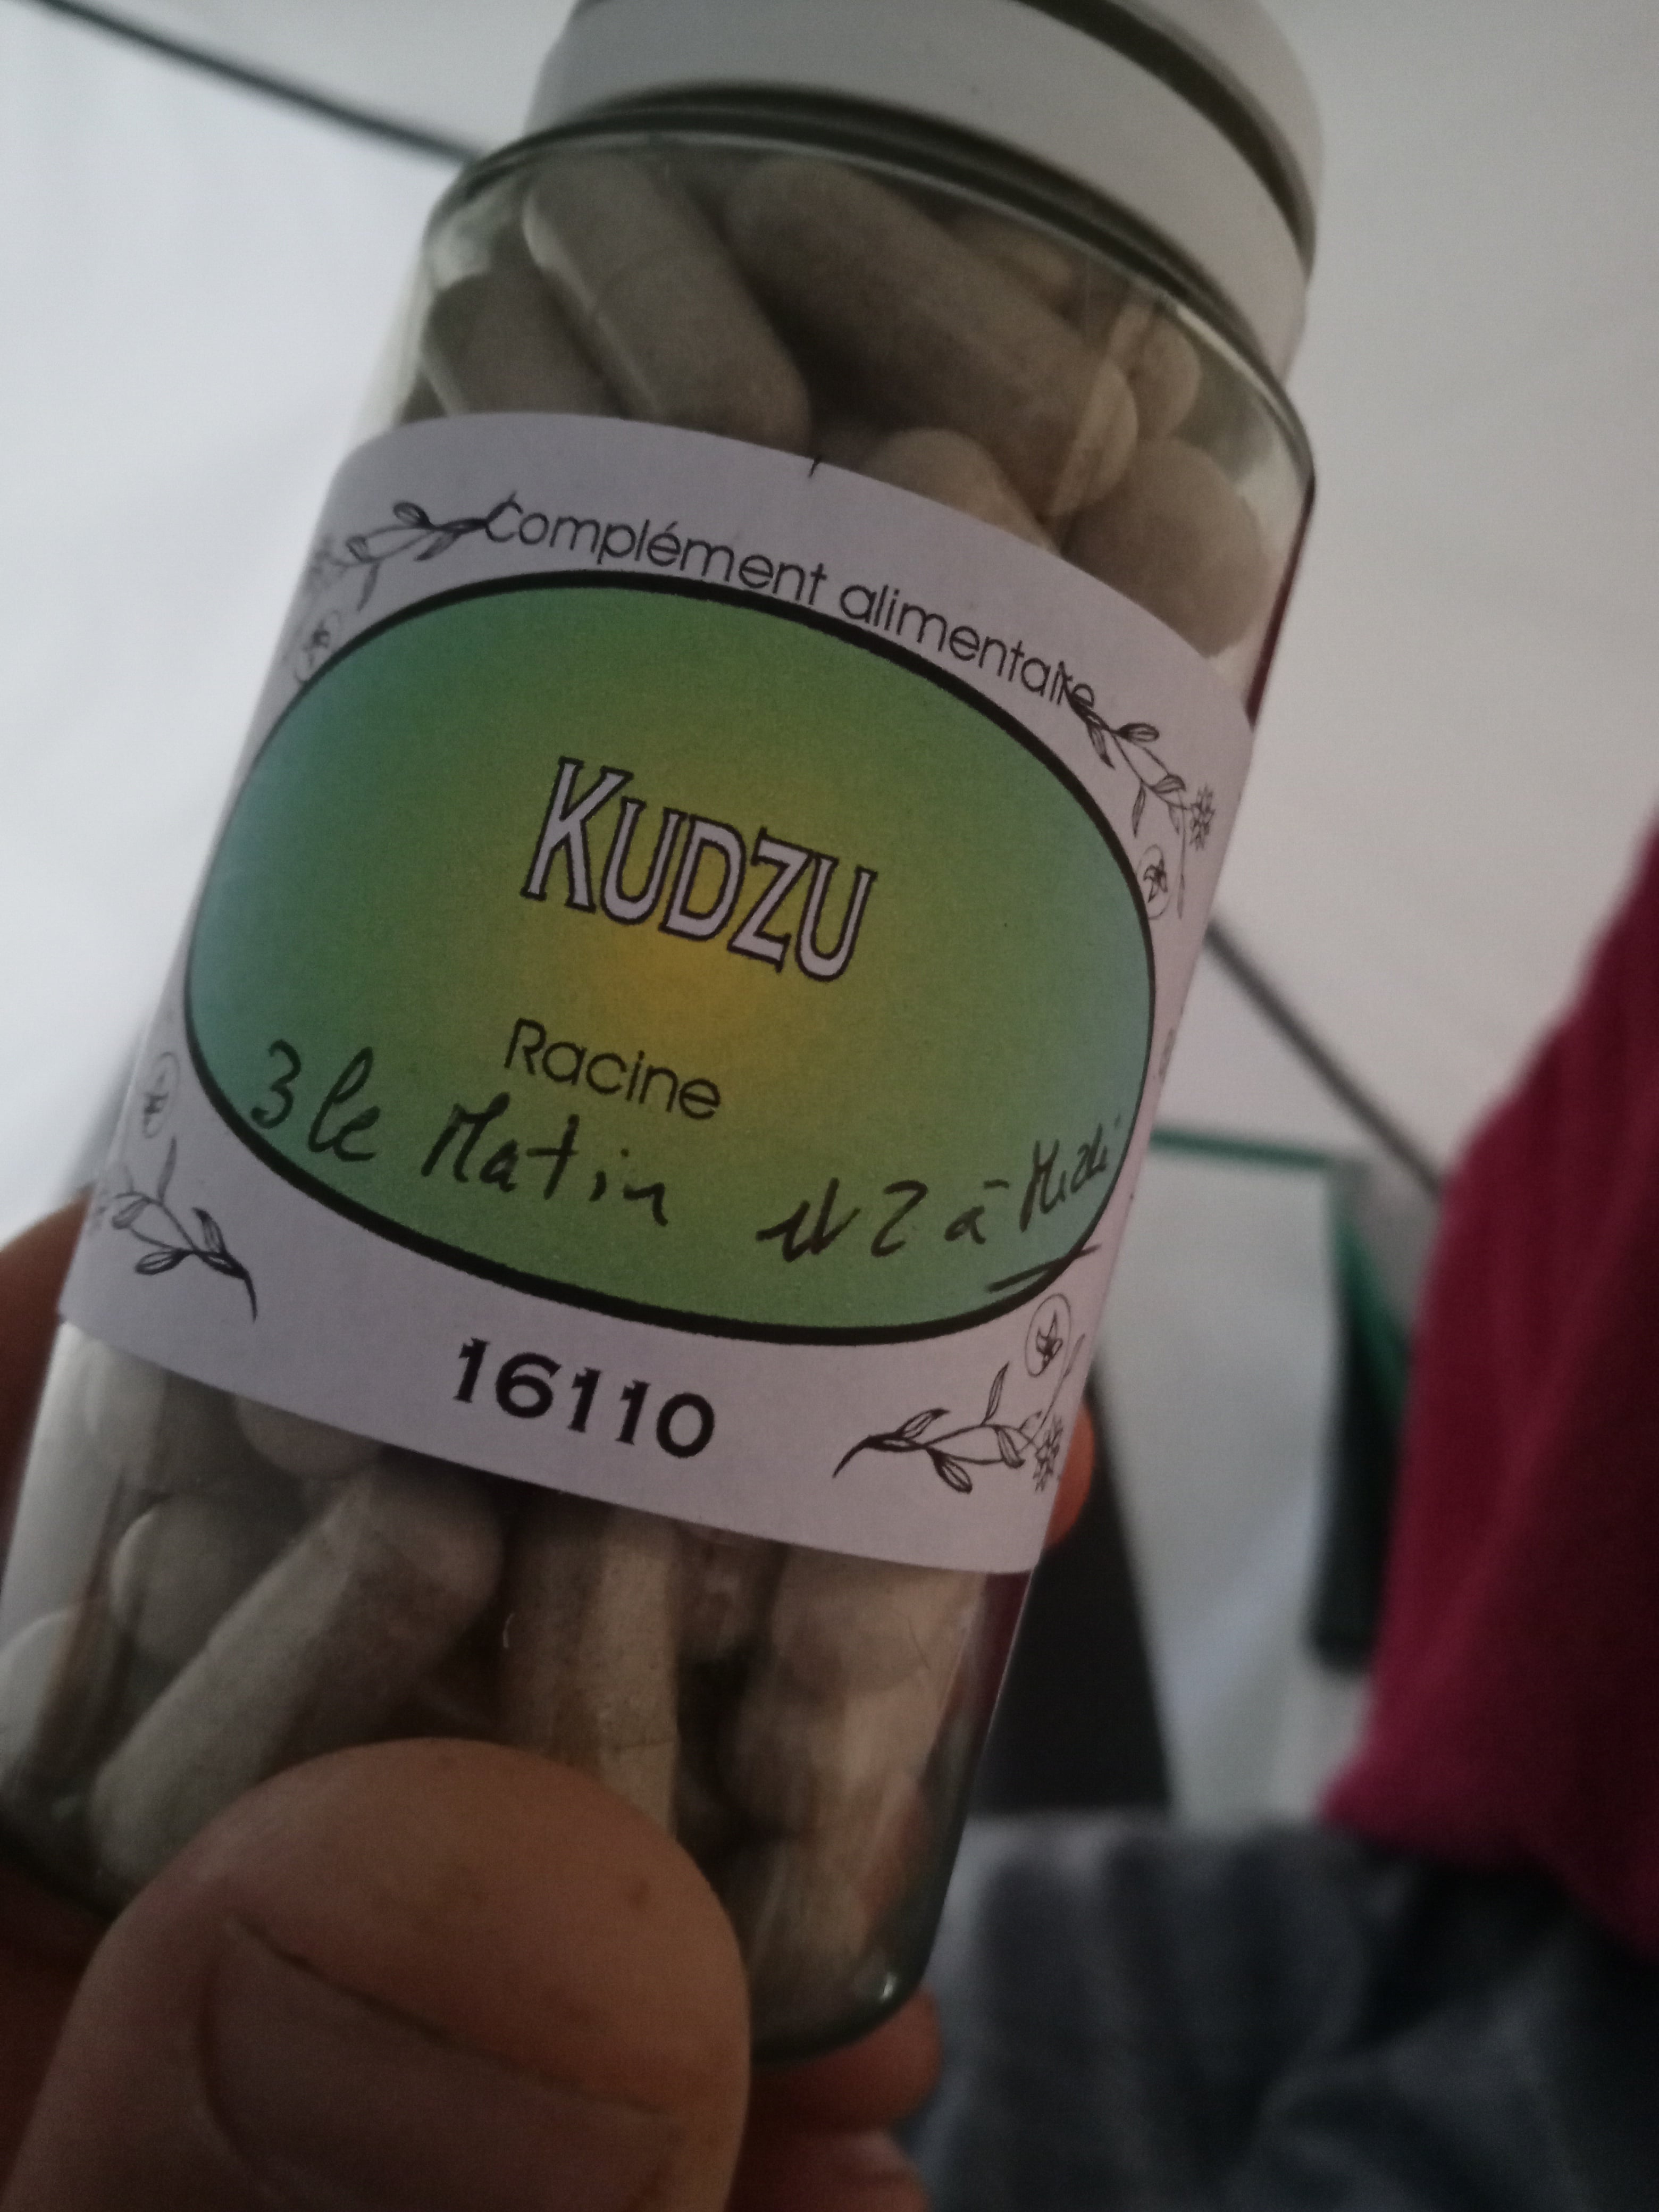 Complément alimentaire
KUDZU
Racine
3 le Matin et 2 à Midi
16110